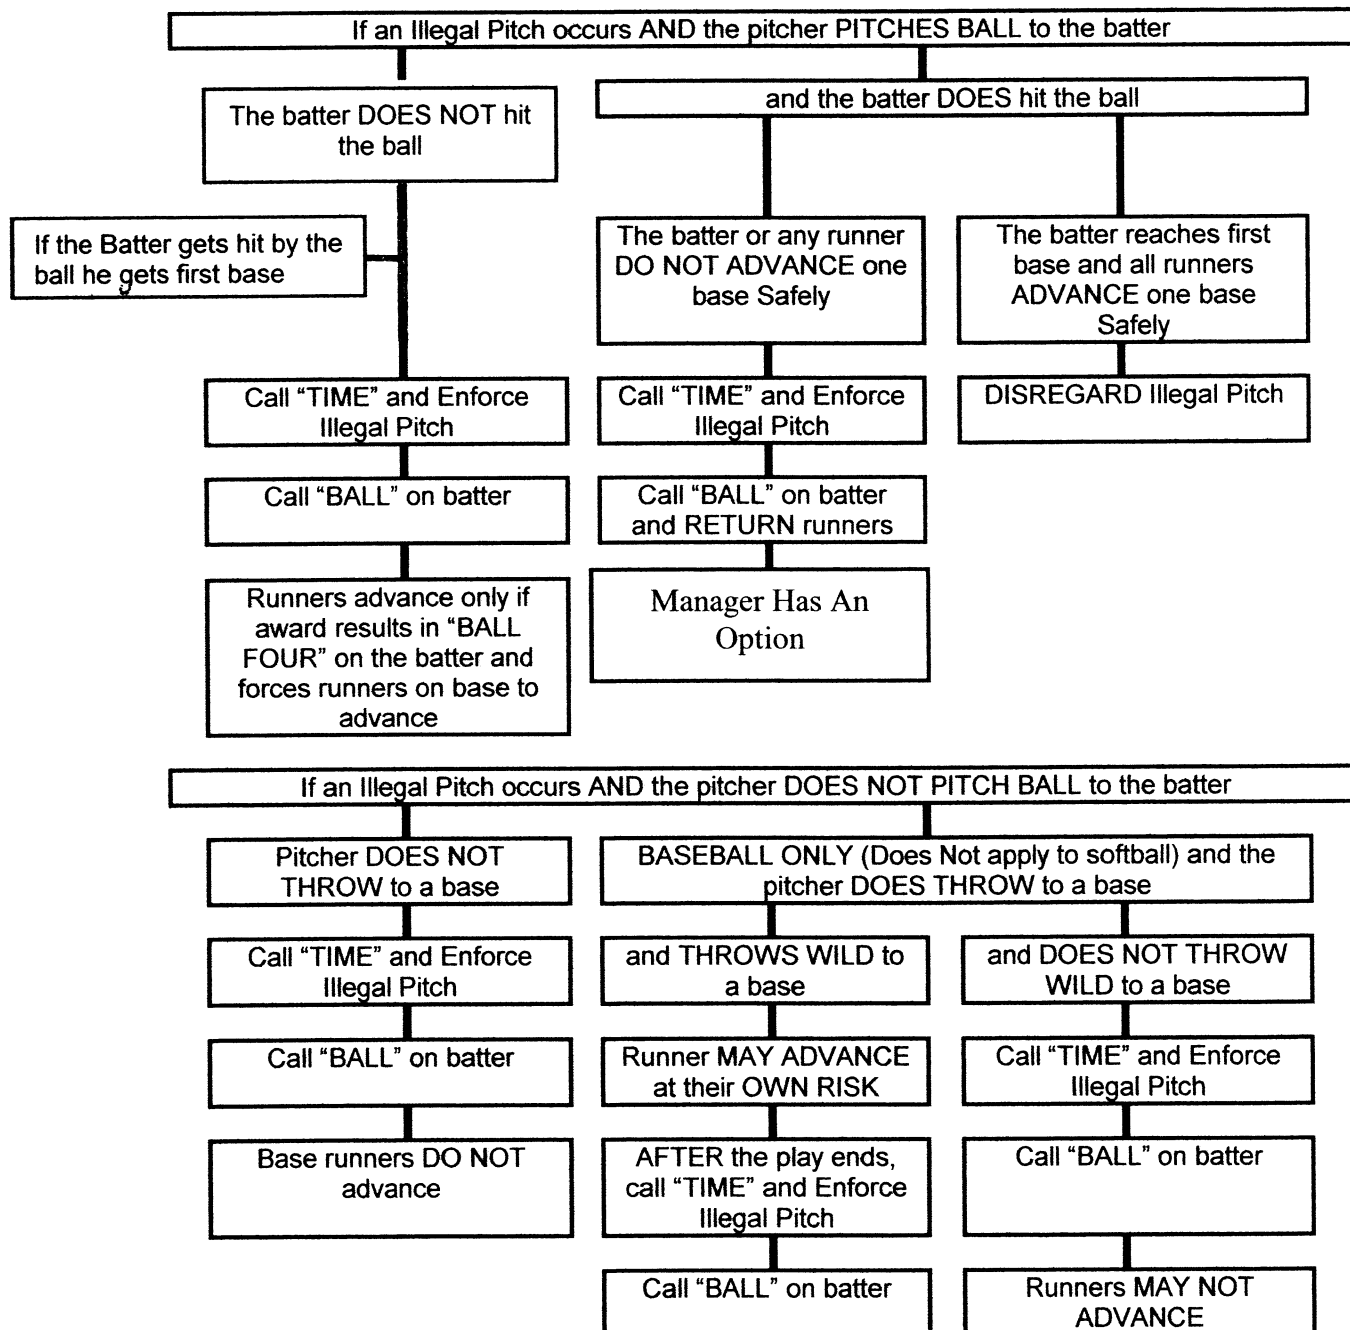 If an Illegal Pitch occurs AND the pitcher PITCHES BALL to the batter
The batter DOES NOT hit
the ball
If the Batter gets hit by the
ball he gets first base
Call “TIME” and Enforce
Illegal Pitch
Call “BALL” on batter
Runners advance only if
award results in “BALL
FOUR” on the batter and
forces runners on base to
advance
and the batter DOES hit the ball
The batter or any runner
DO NOT ADVANCE one
base Safely
Call “TIME” and Enforce
Illegal Pitch
Call “BALL” on batter
and RETURN runners
Manager Has An
Option
The batter reaches first
base and all runners
ADVANCE one base
Safely
DISREGARD Illegal Pitch
If an Illegal Pitch occurs AND the pitcher DOES NOT PITCH BALL to the batter
Pitcher DOES NOT
THROW to a base
Call “TIME” and Enforce
Illegal Pitch
Call “BALL” on batter
Base runners DO NOT
advance
BASEBALL ONLY (Does Not apply to softball) and the
pitcher DOES THROW to a base
and THROWS WILD to
a base
Runner MAY ADVANCE
at their OWN RISK
AFTER the play ends,
call “TIME” and Enforce
Illegal Pitch
Call “BALL” on batter
and DOES NOT THROW
WILD to a base
Call “TIME” and Enforce
Illegal Pitch
Call “BALL” on batter
Runners MAY NOT
ADVANCE